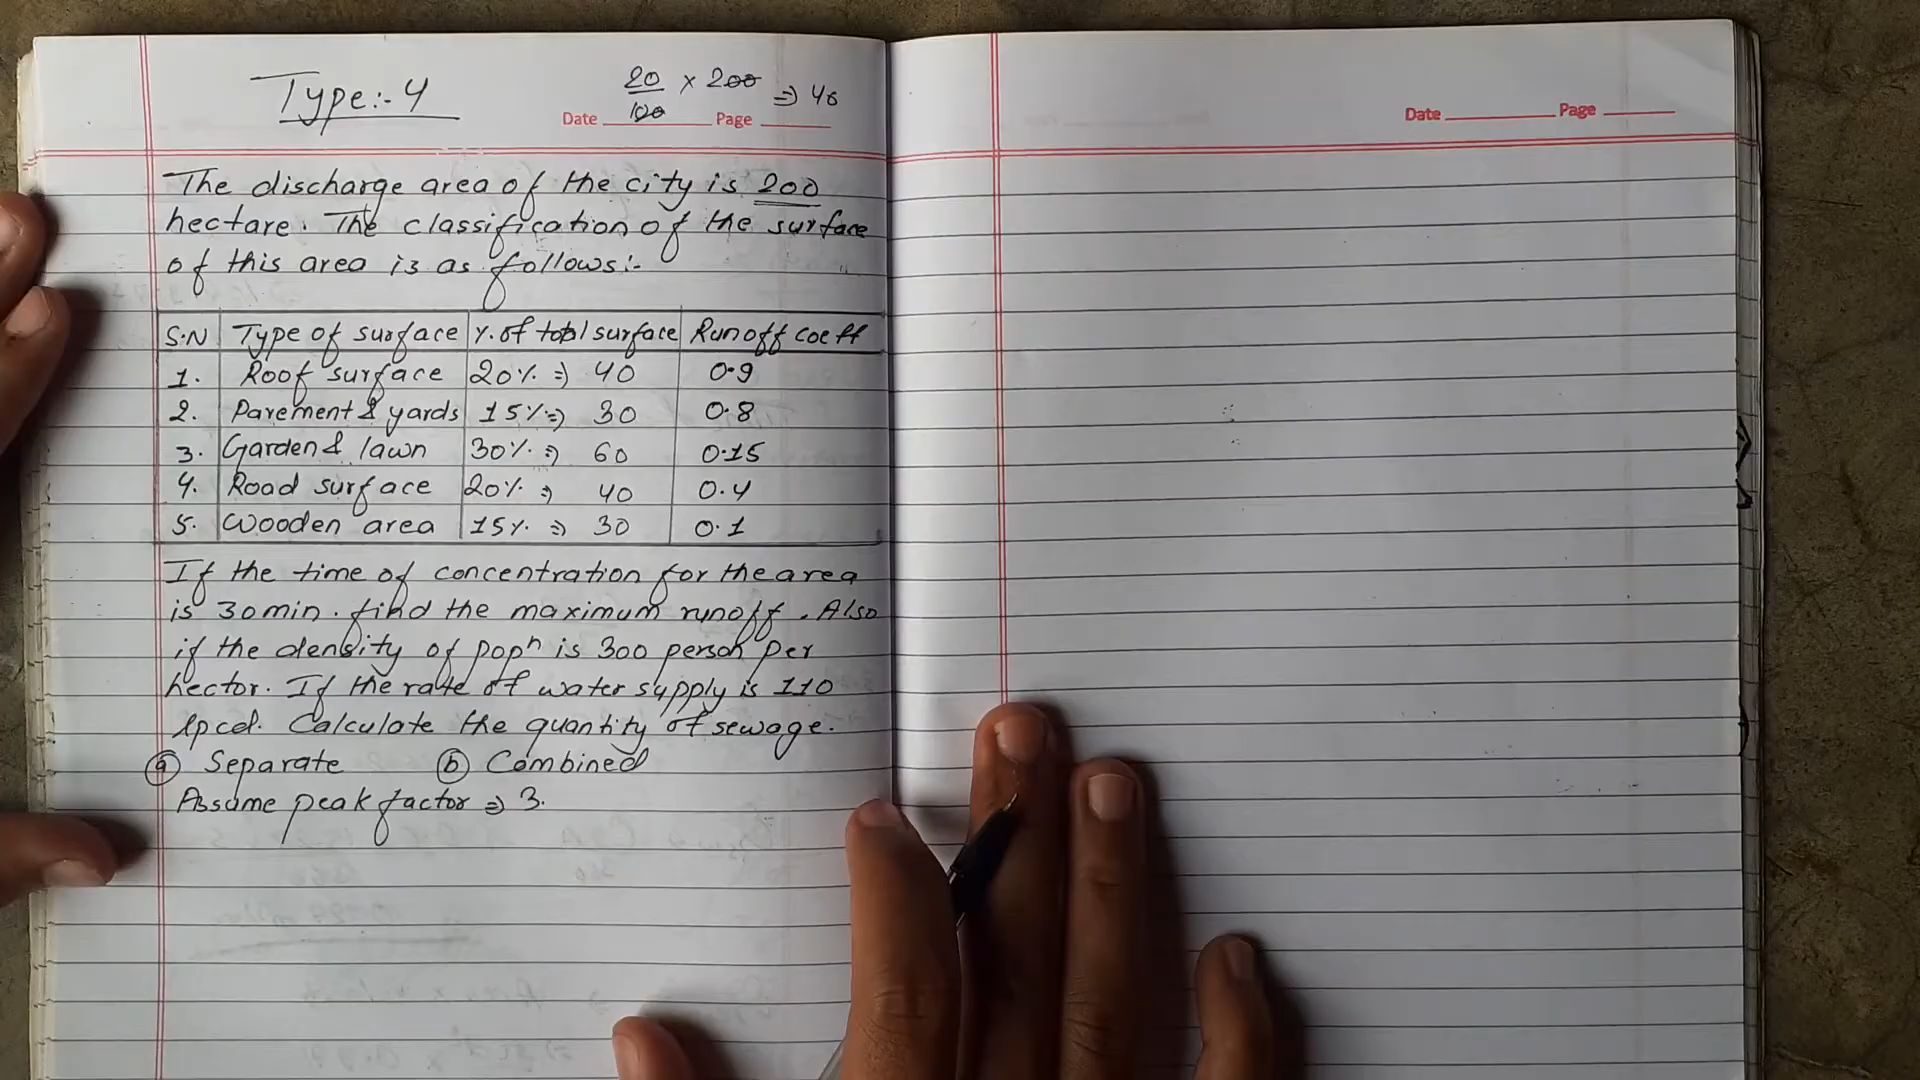 Type:- 4
20/100 × 200 ⇒ 40
Date Page
Date Page
The discharge area of the city is 200
hectare. The classification of the surface
of this area is as follows:-
S.N Type of surface %. of total surface Runoff coeff
1. Roof surface 20% ⇒ 40 0.9
2. Pavement & yards 15% ⇒ 30 0.8
3. Garden & lawn 30% ⇒ 60 0.15
4. Road surface 20% ⇒ 40 0.4
5. Wooden area 15% ⇒ 30 0.1
If the time of concentration for the area
is 30 min. find the maximum runoff. Also
if the density of popⁿ is 300 person per
hector. If the rate of water supply is 110
lpcd. Calculate the quantity of sewage.
ⓐ Separate ⓑ Combined
Assume peak factor ⇒ 3.